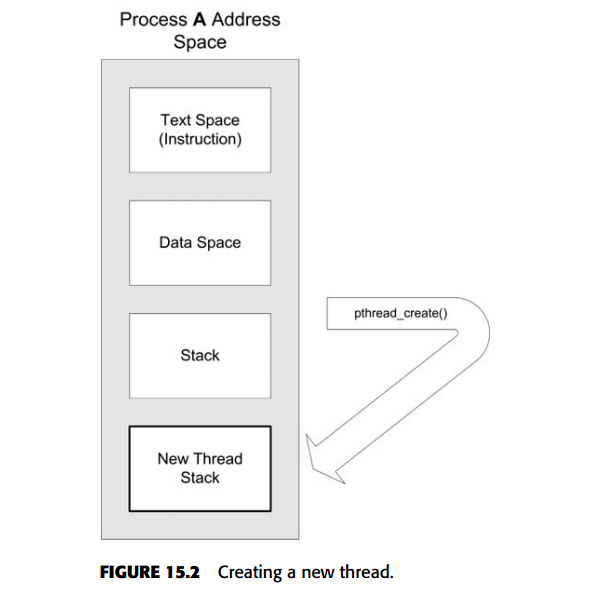 Process A Address
Space
Text Space
(Instruction)
Data Space
pthread_create()
Stack
New Thread
Stack
FIGURE 15.2 Creating a new thread.